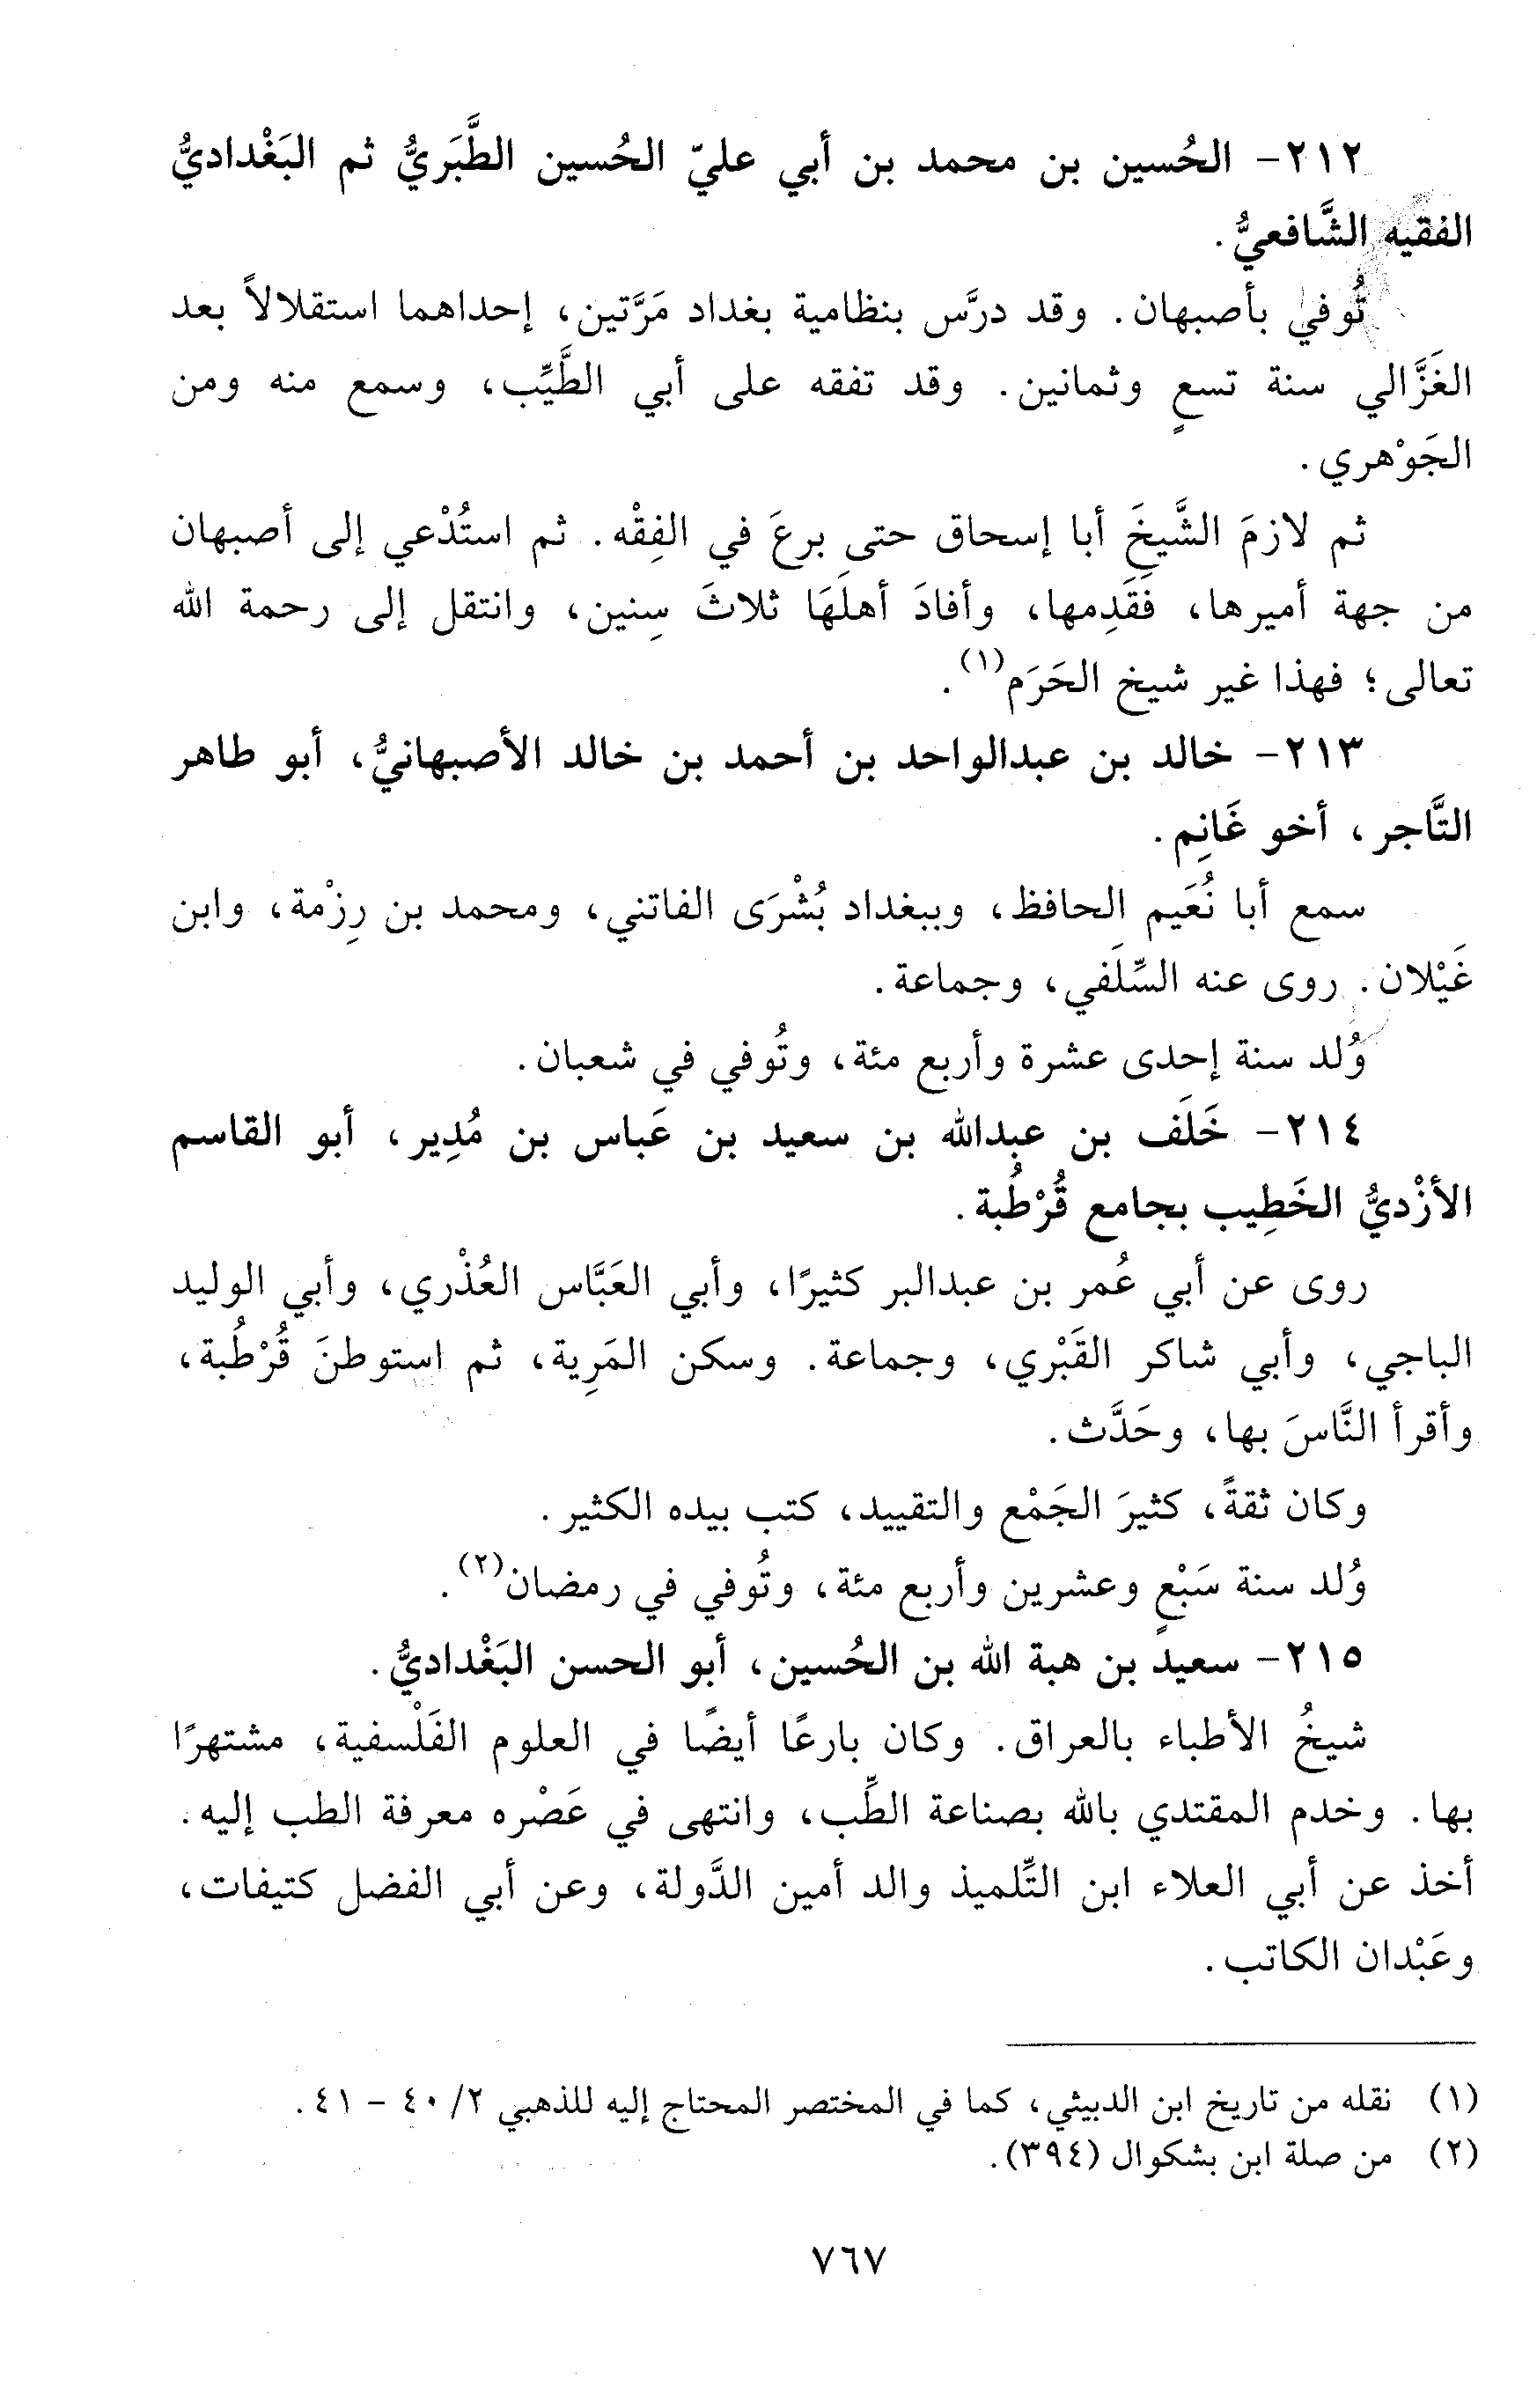 ٢١٢- الحُسين بن محمد بن أبي عليّ الحُسين الطَّبَريُّ ثم البَغْداديُّ
الفقيه الشَّافعيُّ.
تُوفي بأصبهان. وقد درَّس بنظامية بغداد مَرَّتين، إحداهما استقلالاً بعد
الغَزَّالي سنة تسعٍ وثمانين. وقد تفقه على أبي الطَّيِّب، وسمع منه ومن
الجَوْهري.
ثم لازمَ الشَّيخَ أبا إسحاق حتى برعَ في الفِقْه. ثم استُدْعي إلى أصبهان
من جهة أميرها، فَقَدِمها، وأفادَ أهلَهَا ثلاثَ سِنين، وانتقل إلى رحمة الله
تعالى؛ فهذا غير شيخ الحَرَم(١).
٢١٣- خالد بن عبدالواحد بن أحمد بن خالد الأصبهانيُّ، أبو طاهر
التَّاجر، أخو غَانِم.
سمع أبا نُعَيم الحافظ، وببغداد بُشْرَى الفاتني، ومحمد بن رِزْمة، وابن
غَيْلان. روى عنه السِّلَفي، وجماعة.
وُلد سنة إحدى عشرة وأربع مئة، وتُوفي في شعبان.
٢١٤- خَلَف بن عبدالله بن سعيد بن عَباس بن مُدِير، أبو القاسم
الأزْديُّ الخَطِيب بجامع قُرْطُبة.
روى عن أبي عُمر بن عبدالبر كثيرًا، وأبي العَبَّاس العُذْري، وأبي الوليد
الباجي، وأبي شاكر القَبْري، وجماعة. وسكن المَرِية، ثم استوطنَ قُرْطُبة،
وأقرأ النَّاسَ بها، وحَدَّث.
وكان ثقةً، كثيرَ الجَمْع والتقييد، كتب بيده الكثير.
وُلد سنة سَبْعٍ وعشرين وأربع مئة، وتُوفي في رمضان(٢).
٢١٥- سعيد بن هبة الله بن الحُسين، أبو الحسن البَغْداديُّ.
شيخُ الأطباء بالعراق. وكان بارعًا أيضًا في العلوم الفَلْسفية، مشتهرًا
بها. وخدم المقتدي بالله بصناعة الطِّب، وانتهى في عَصْره معرفة الطب إليه.
أخذ عن أبي العلاء ابن التِّلميذ والد أمين الدَّولة، وعن أبي الفضل كتيفات،
وعَبْدان الكاتب.
(١) نقله من تاريخ ابن الدبيثي، كما في المختصر المحتاج إليه للذهبي ٢/ ٤٠ - ٤١.
(٢) من صلة ابن بشكوال (٣٩٤).
٧٦٧